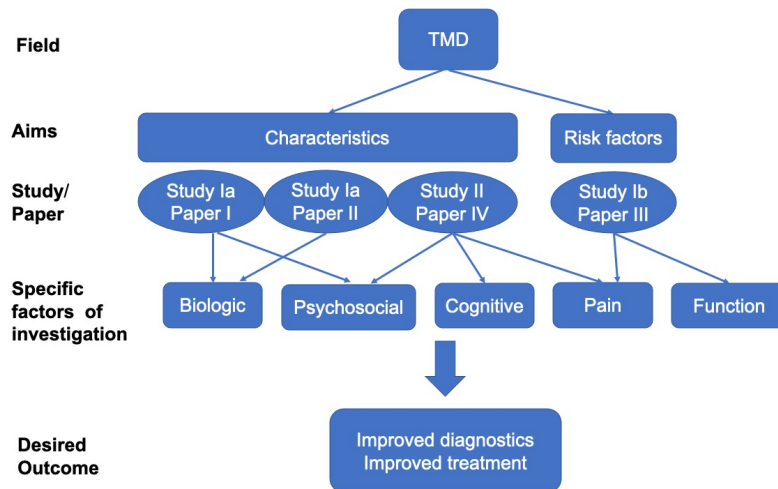 Field
TMD
Aims
Characteristics
Risk factors
Study/
Paper
Study Ia
Paper I
Study Ia
Paper II
Study II
Paper IV
Study Ib
Paper III
Specific
factors of
investigation
Biologic
Psychosocial
Cognitive
Pain
Function
Desired
Outcome
Improved diagnostics
Improved treatment